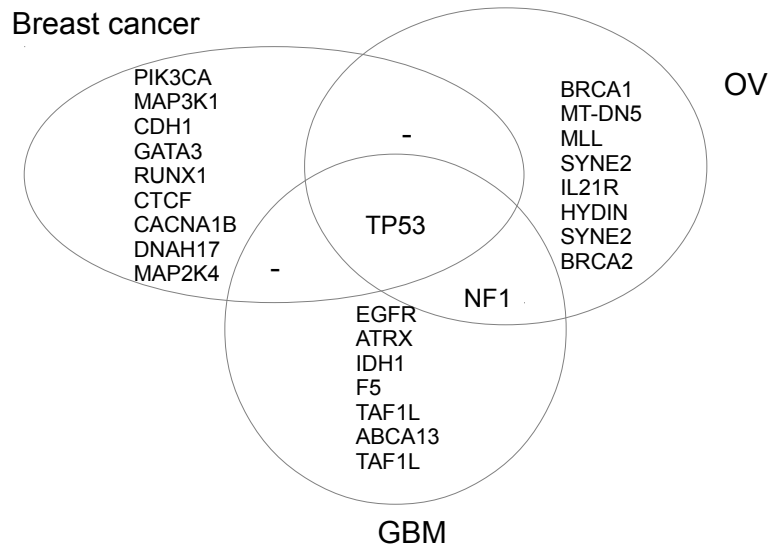 Breast cancer
OV
PIK3CA
MAP3K1
CDH1
GATA3
RUNX1
CTCF
CACNA1B
DNAH17
MAP2K4
-
BRCA1
MT-DN5
MLL
SYNE2
IL21R
HYDIN
SYNE2
BRCA2
TP53
-
NF1
EGFR
ATRX
IDH1
F5
TAF1L
ABCA13
TAF1L
GBM